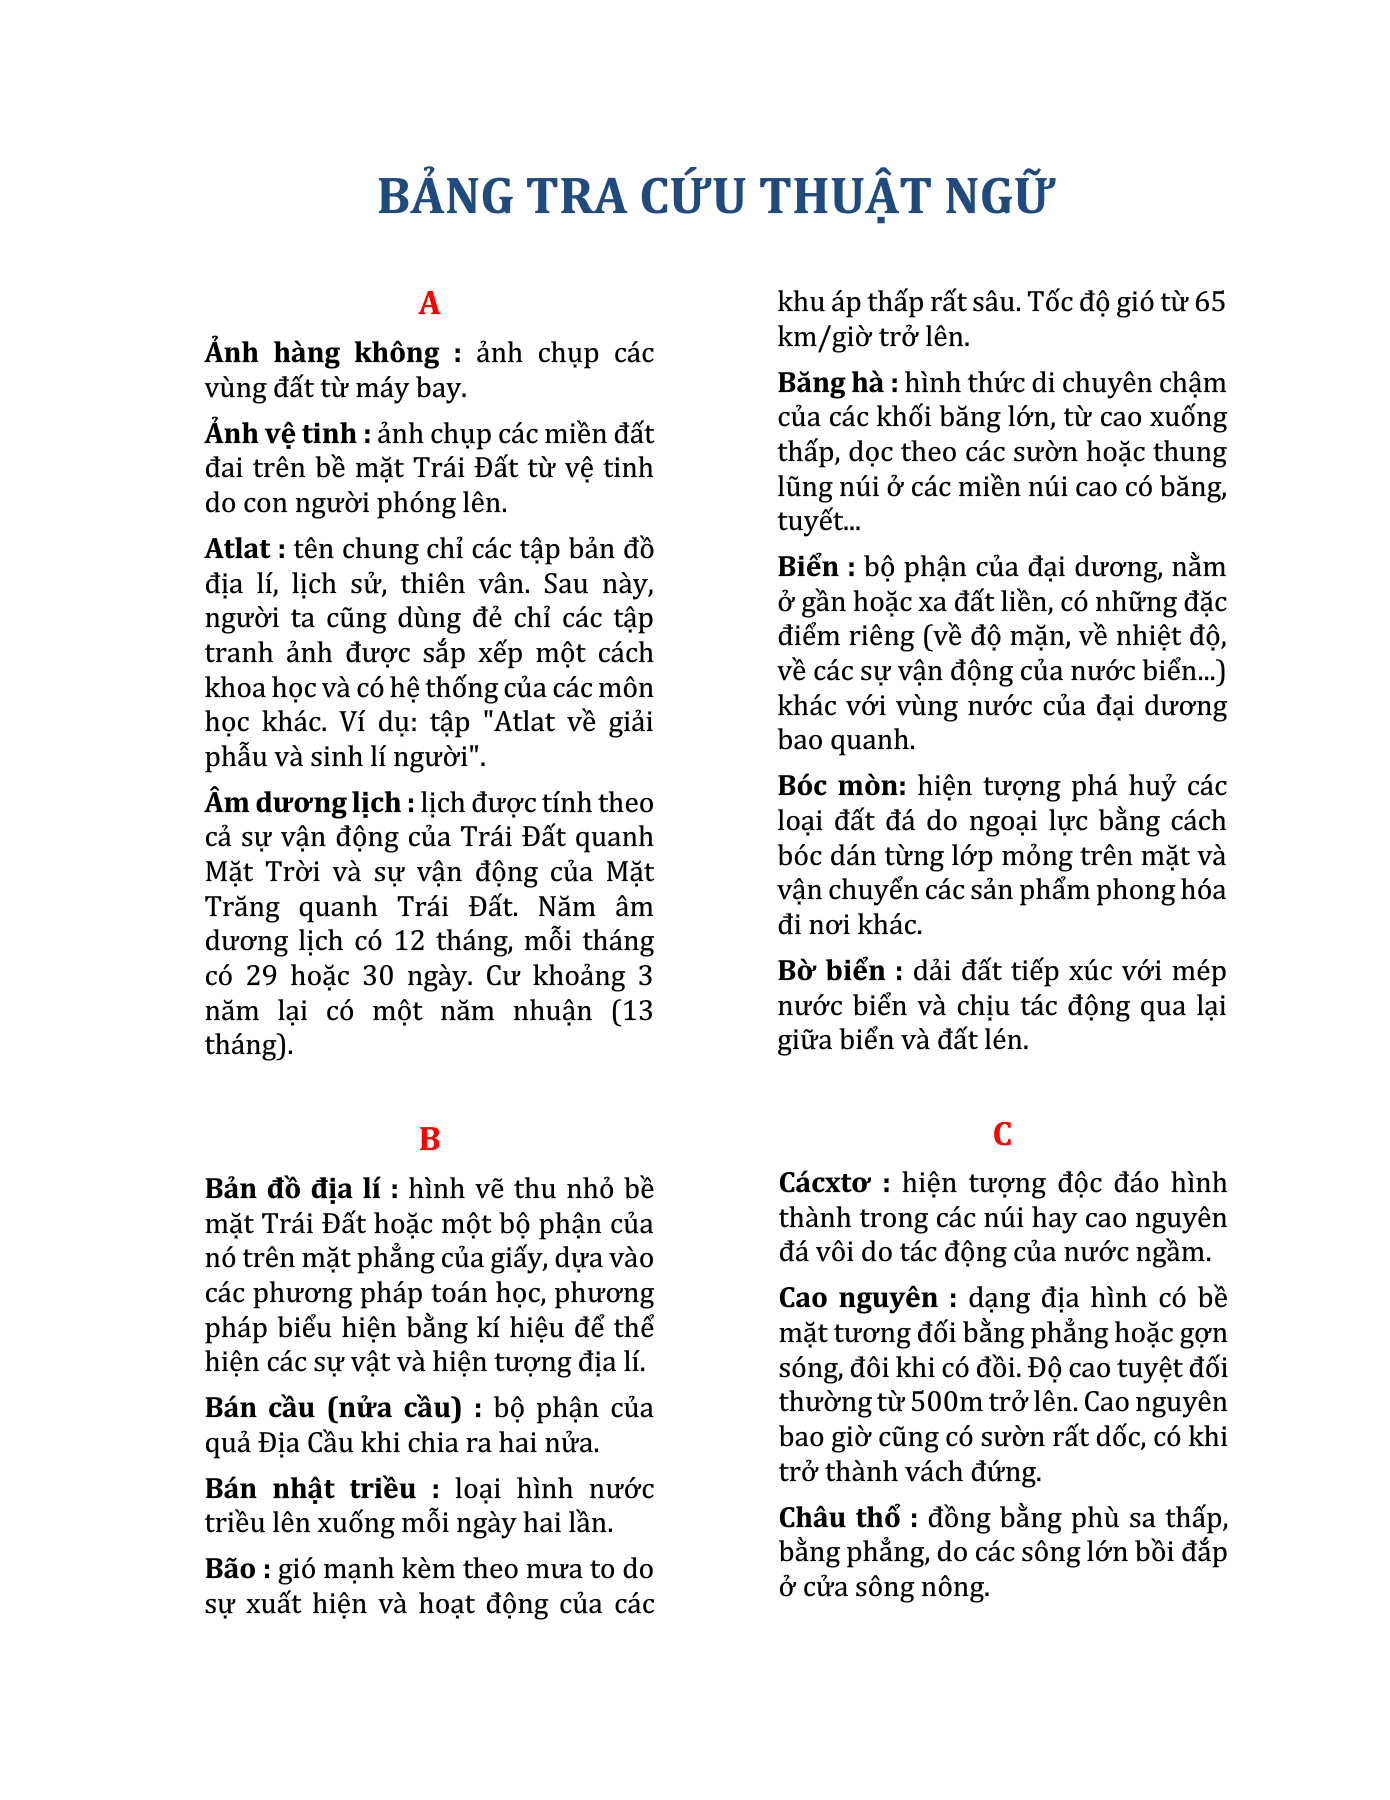 BẢNG TRA CỨU THUẬT NGỮ
A
Ảnh hàng không : ảnh chụp các
vùng đất từ máy bay.
Ảnh vệ tinh : ảnh chụp các miền đất
đai trên bề mặt Trái Đất từ vệ tinh
do con người phóng lên.
Atlat : tên chung chỉ các tập bản đồ
địa lí, lịch sử, thiên vân. Sau này,
người ta cũng dùng đẻ chỉ các tập
tranh ảnh được sắp xếp một cách
khoa học và có hệ thống của các môn
học khác. Ví dụ: tập "Atlat về giải
phẫu và sinh lí người".
Âm dương lịch : lịch được tính theo
cả sự vận động của Trái Đất quanh
Mặt Trời và sự vận động của Mặt
Trăng quanh Trái Đất. Năm âm
dương lịch có 12 tháng, mỗi tháng
có 29 hoặc 30 ngày. Cư khoảng 3
năm lại có một năm nhuận (13
tháng).
B
Bản đồ địa lí : hình vẽ thu nhỏ bề
mặt Trái Đất hoặc một bộ phận của
nó trên mặt phẳng của giấy, dựa vào
các phương pháp toán học, phương
pháp biểu hiện bằng kí hiệu để thể
hiện các sự vật và hiện tượng địa lí.
Bán cầu (nửa cầu) : bộ phận của
quả Địa Cầu khi chia ra hai nửa.
Bán nhật triều : loại hình nước
triều lên xuống mỗi ngày hai lần.
Bão : gió mạnh kèm theo mưa to do
sự xuất hiện và hoạt động của các
khu áp thấp rất sâu. Tốc độ gió từ 65
km/giờ trở lên.
Băng hà : hình thức di chuyên chậm
của các khối băng lớn, từ cao xuống
thấp, dọc theo các sườn hoặc thung
lũng núi ở các miền núi cao có băng,
tuyết...
Biển : bộ phận của đại dương, nằm
ở gần hoặc xa đất liền, có những đặc
điểm riêng (về độ mặn, về nhiệt độ,
về các sự vận động của nước biển...)
khác với vùng nước của đại dương
bao quanh.
Bóc mòn: hiện tượng phá huỷ các
loại đất đá do ngoại lực bằng cách
bóc dán từng lớp mỏng trên mặt và
vận chuyển các sản phẩm phong hóa
đi nơi khác.
Bờ biển : dải đất tiếp xúc với mép
nước biển và chịu tác động qua lại
giữa biển và đất lén.
C
Cácxtơ : hiện tượng độc đáo hình
thành trong các núi hay cao nguyên
đá vôi do tác động của nước ngầm.
Cao nguyên : dạng địa hình có bề
mặt tương đối bằng phẳng hoặc gợn
sóng, đôi khi có đồi. Độ cao tuyệt đối
thường từ 500m trở lên. Cao nguyên
bao giờ cũng có sườn rất dốc, có khi
trở thành vách đứng.
Châu thổ : đồng bằng phù sa thấp,
bằng phẳng, do các sông lớn bồi đắp
ở cửa sông nông.